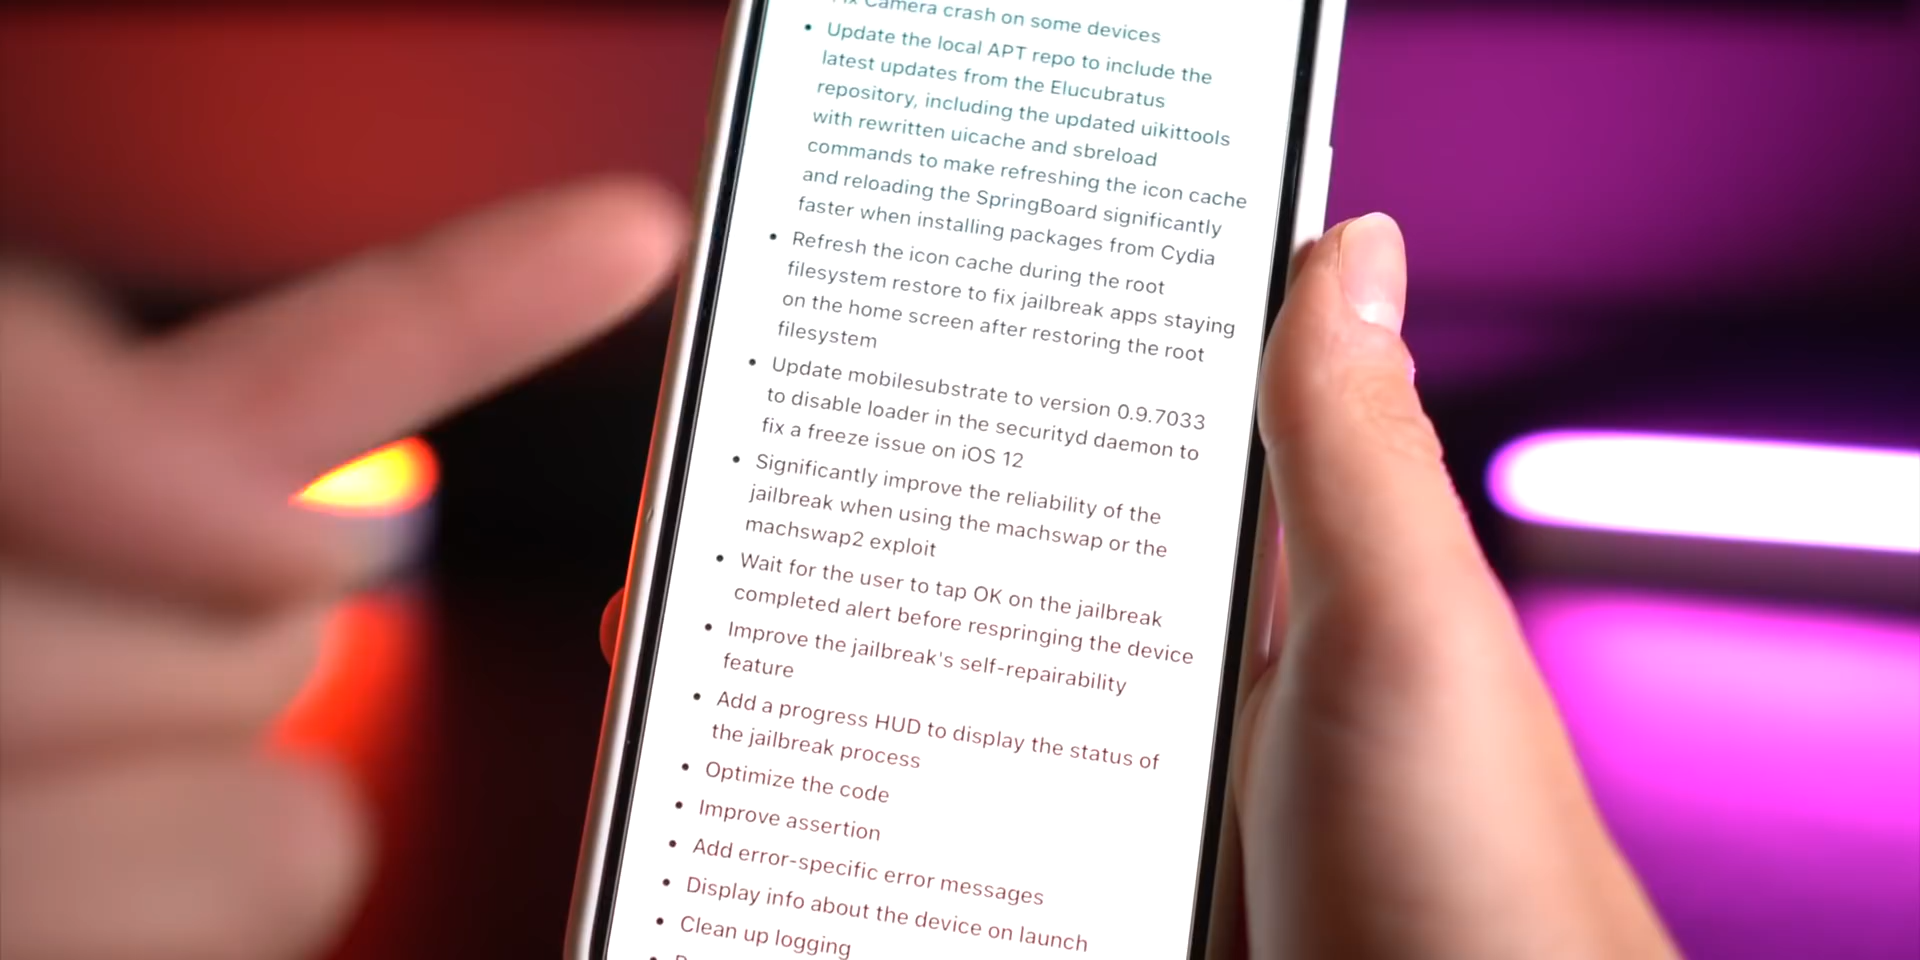 Camera crash on some devices
• Update the local APT repo to include the
latest updates from the Elucubratus
repository, including the updated uikittools
with rewritten uicache and sbreload
commands to make refreshing the icon cache
and reloading the SpringBoard significantly
faster when installing packages from Cydia
• Refresh the icon cache during the root
filesystem restore to fix jailbreak apps staying
on the home screen after restoring the root
filesystem
• Update mobilesubstrate to version 0.9.7033
to disable loader in the securityd daemon to
fix a freeze issue on iOS 12
• Significantly improve the reliability of the
jailbreak when using the machswap or the
machswap2 exploit
• Wait for the user to tap OK on the jailbreak
completed alert before respringing the device
• Improve the jailbreak's self-repairability
feature
• Add a progress HUD to display the status of
the jailbreak process
• Optimize the code
• Improve assertion
• Add error-specific error messages
• Display info about the device on launch
• Clean up logging